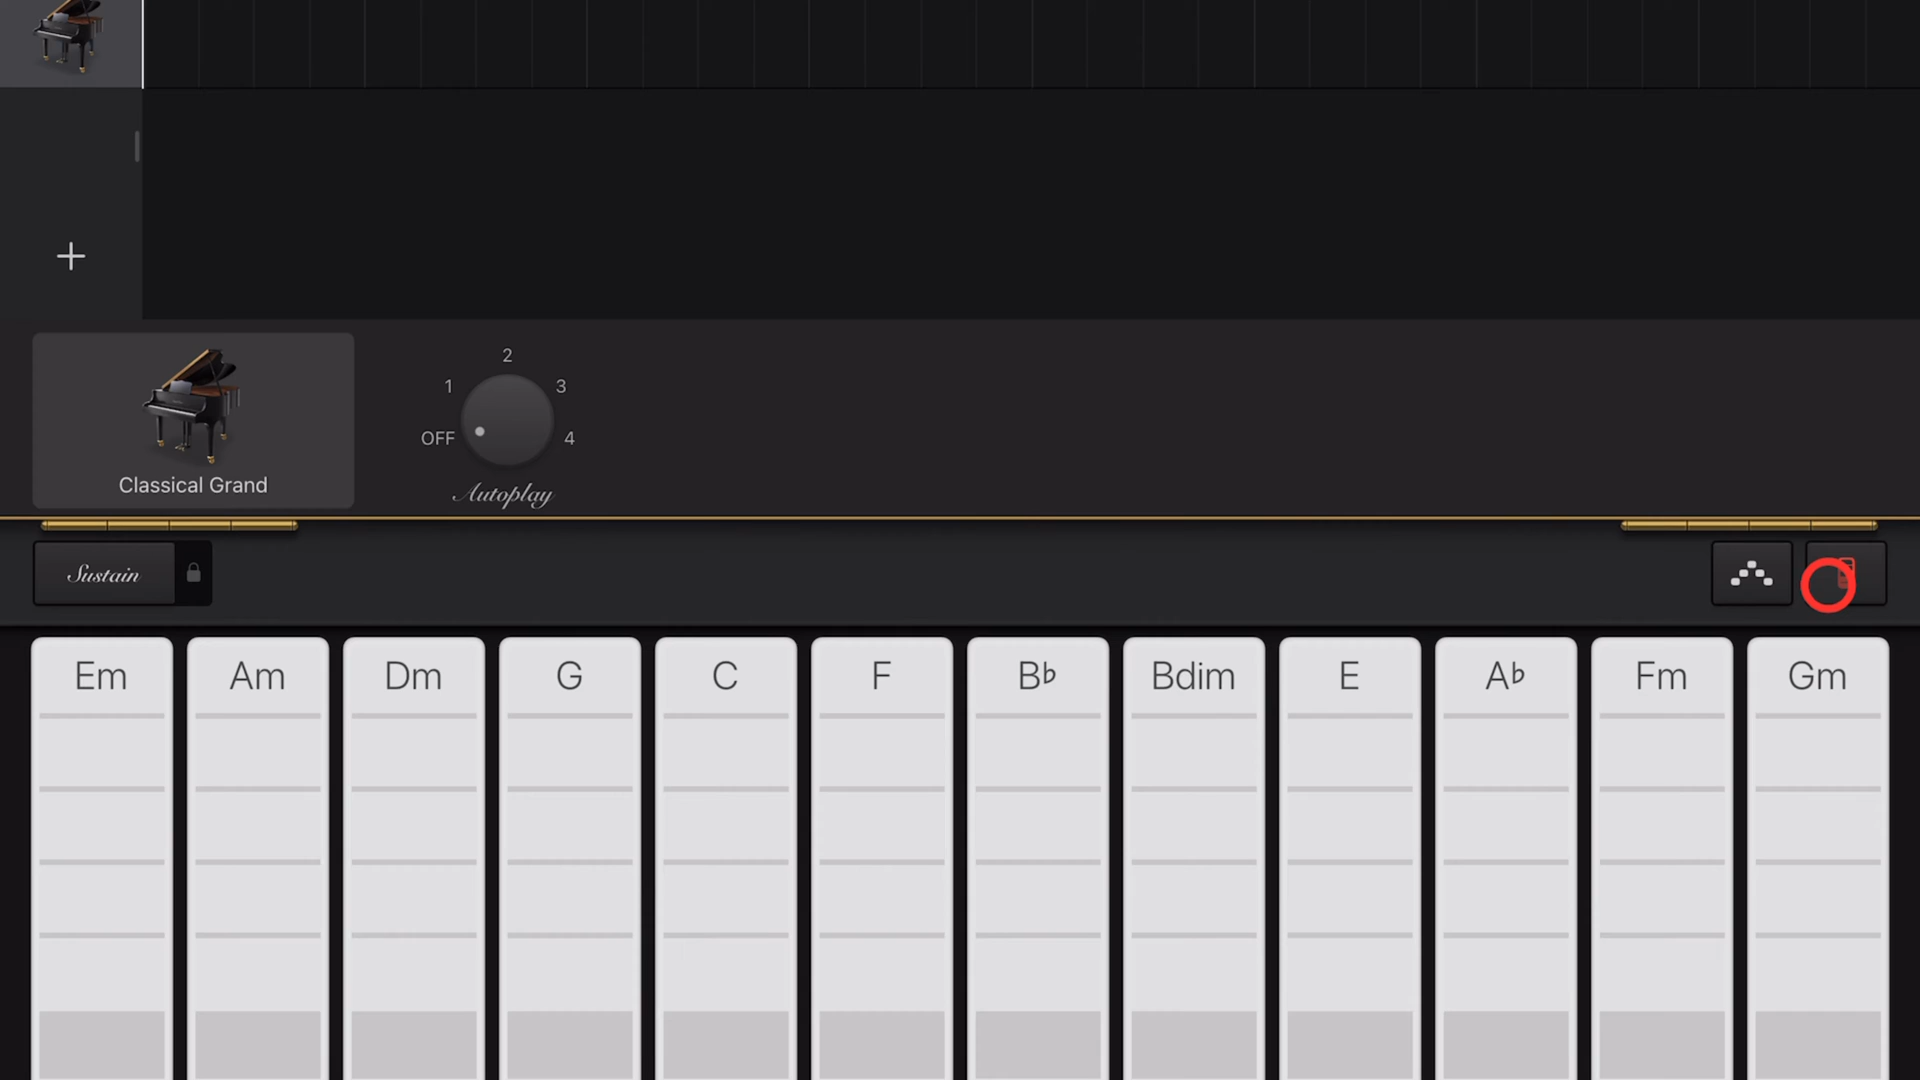 2
1
3
OFF
4
Classical Grand
Autoplay
Sustain
Em Am Dm G C F B♭ Bdim E A♭ Fm Gm